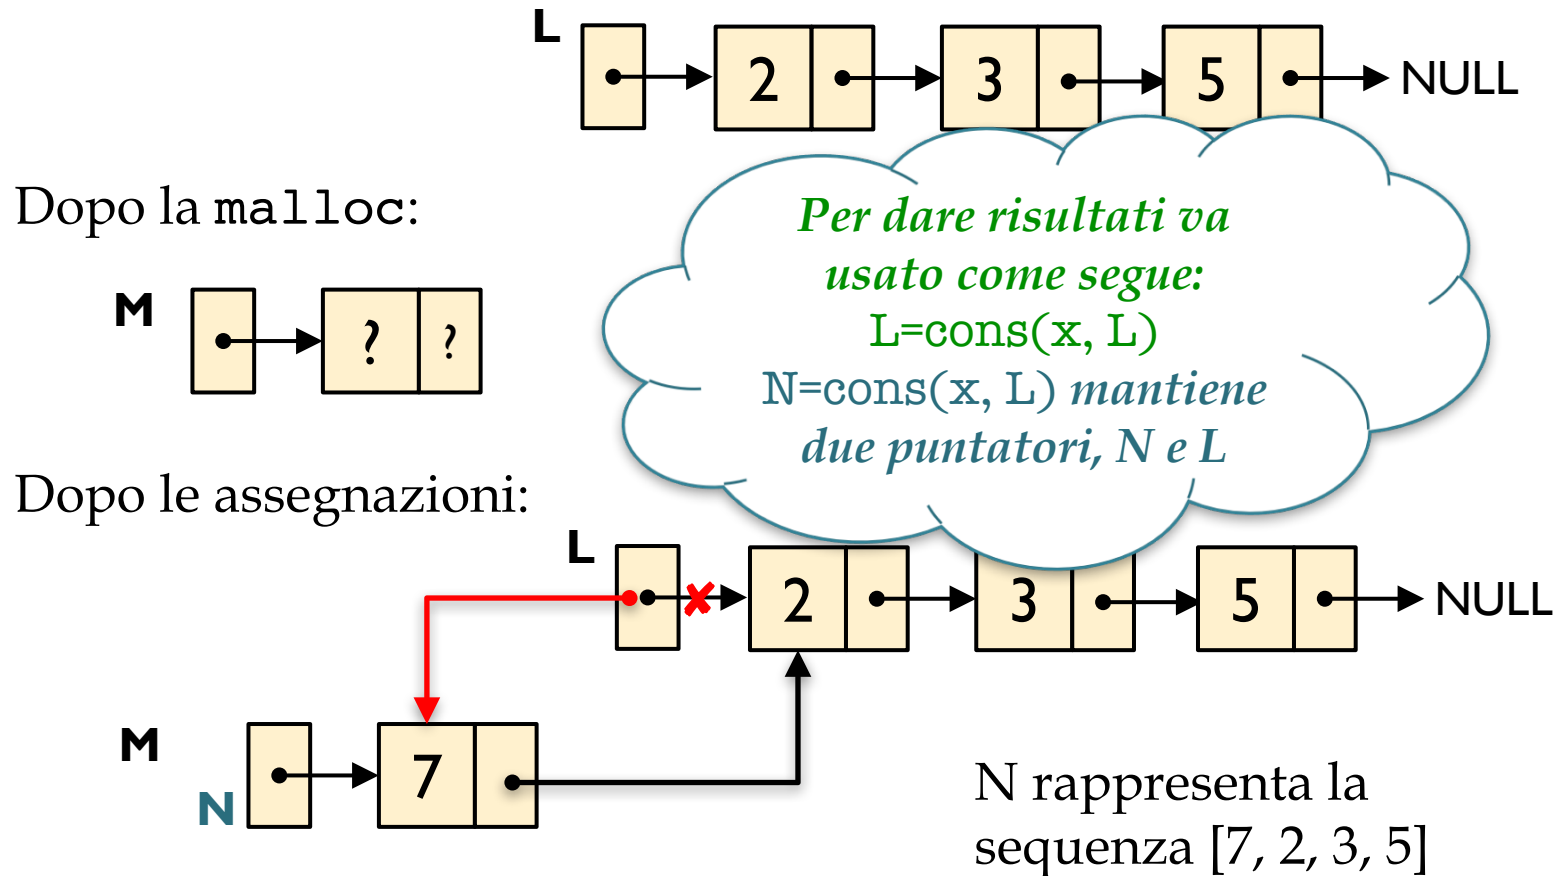 L
2 3 5 NULL
Dopo la malloc:
Per dare risultati va
usato come segue:
L=cons(x, L)
N=cons(x, L) mantiene
due puntatori, N e L
M
? ?
Dopo le assegnazioni:
L
2 3 5 NULL
M
N
7
N rappresenta la
sequenza [7, 2, 3, 5]